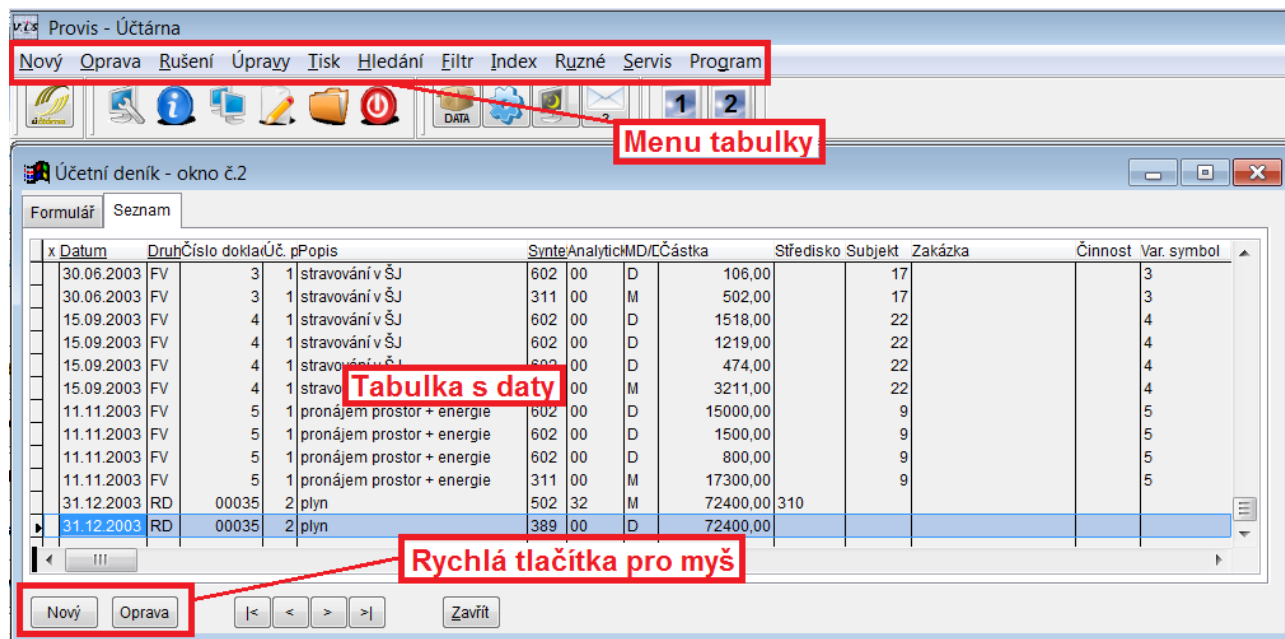 vis Provis - Účtárna
Nový Oprava Rušení Úpravy Tisk Hledání Filtr Index Ruzné Servis Program
účtárna DATA 1 2
Menu tabulky
Účetní deník - okno č.2
Formulář Seznam
x Datum Druh Číslo doklad Úč. p Popis Synte Analytic MD/D Částka Středisko Subjekt Zakázka Činnost Var. symbol
30.06.2003 FV 3 1 stravování v ŠJ 602 00 D 106,00 17 3
30.06.2003 FV 3 1 stravování v ŠJ 311 00 M 502,00 17 3
15.09.2003 FV 4 1 stravování v ŠJ 602 00 D 1518,00 22 4
15.09.2003 FV 4 1 stravování v ŠJ 602 00 D 1219,00 22 4
15.09.2003 FV 4 1 stravování v ŠJ 602 00 D 474,00 22 4
15.09.2003 FV 4 1 stravo 00 M 3211,00 22 4
Tabulka s daty
11.11.2003 FV 5 1 pronájem prostor + energie 602 00 D 15000,00 9 5
11.11.2003 FV 5 1 pronájem prostor + energie 602 00 D 1500,00 9 5
11.11.2003 FV 5 1 pronájem prostor + energie 602 00 D 800,00 9 5
11.11.2003 FV 5 1 pronájem prostor + energie 311 00 M 17300,00 9 5
31.12.2003 RD 00035 2 plyn 502 32 M 72400,00 310
31.12.2003 RD 00035 2 plyn 389 00 D 72400,00
Rychlá tlačítka pro myš
Nový Oprava |< < > >| Zavřít